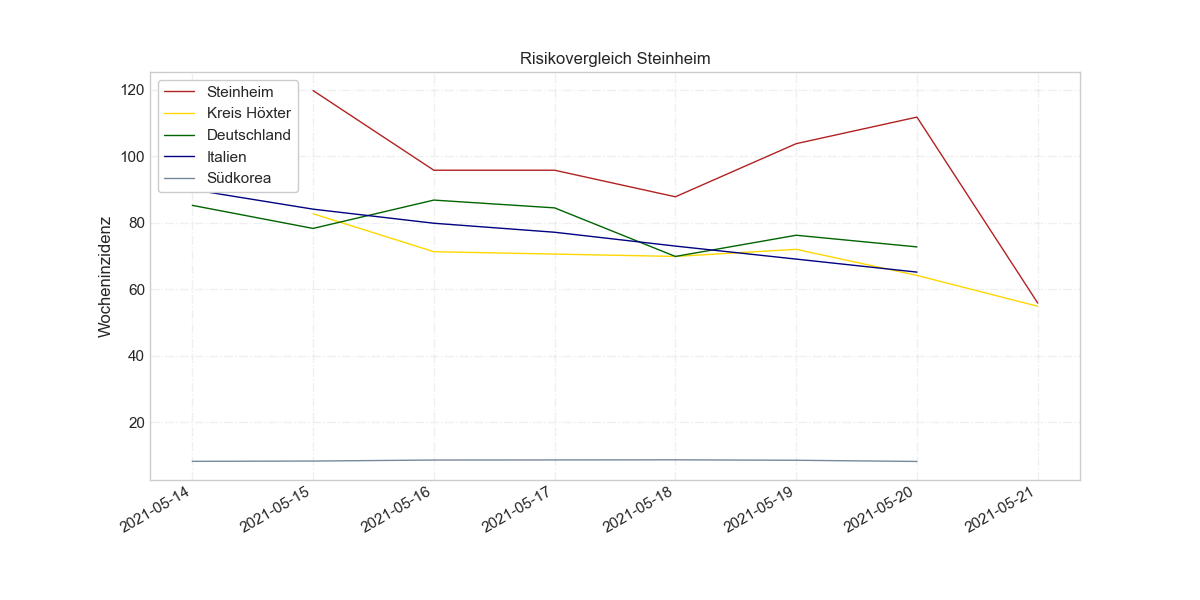 Risikovergleich Steinheim
Steinheim
Kreis Höxter
Deutschland
Italien
Südkorea
Wocheninzidenz
120
100
80
60
40
20
2021-05-14
2021-05-15
2021-05-16
2021-05-17
2021-05-18
2021-05-19
2021-05-20
2021-05-21